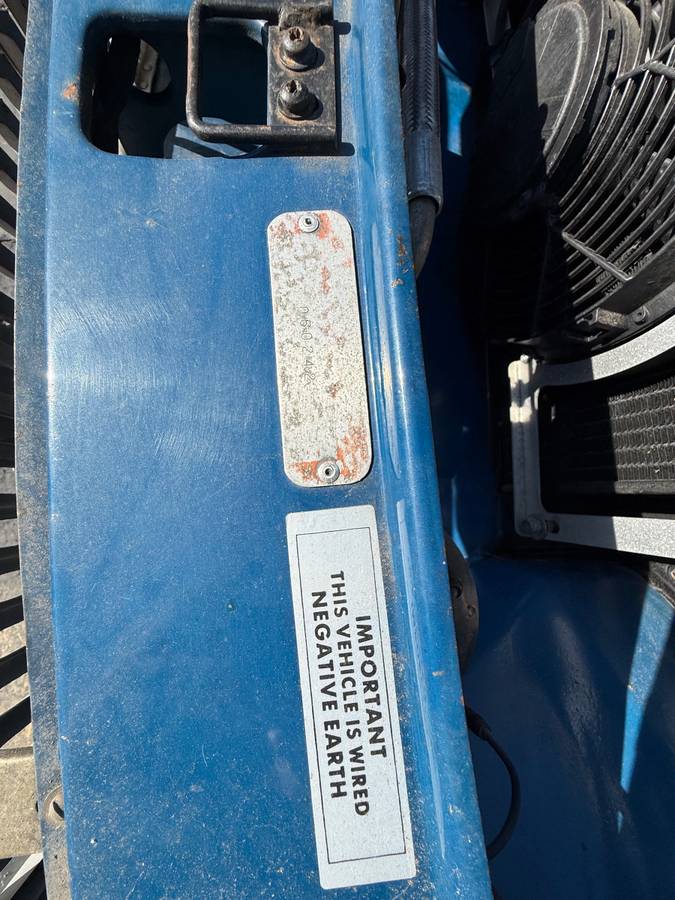 IMPORTANT
THIS VEHICLE IS WIRED
NEGATIVE EARTH